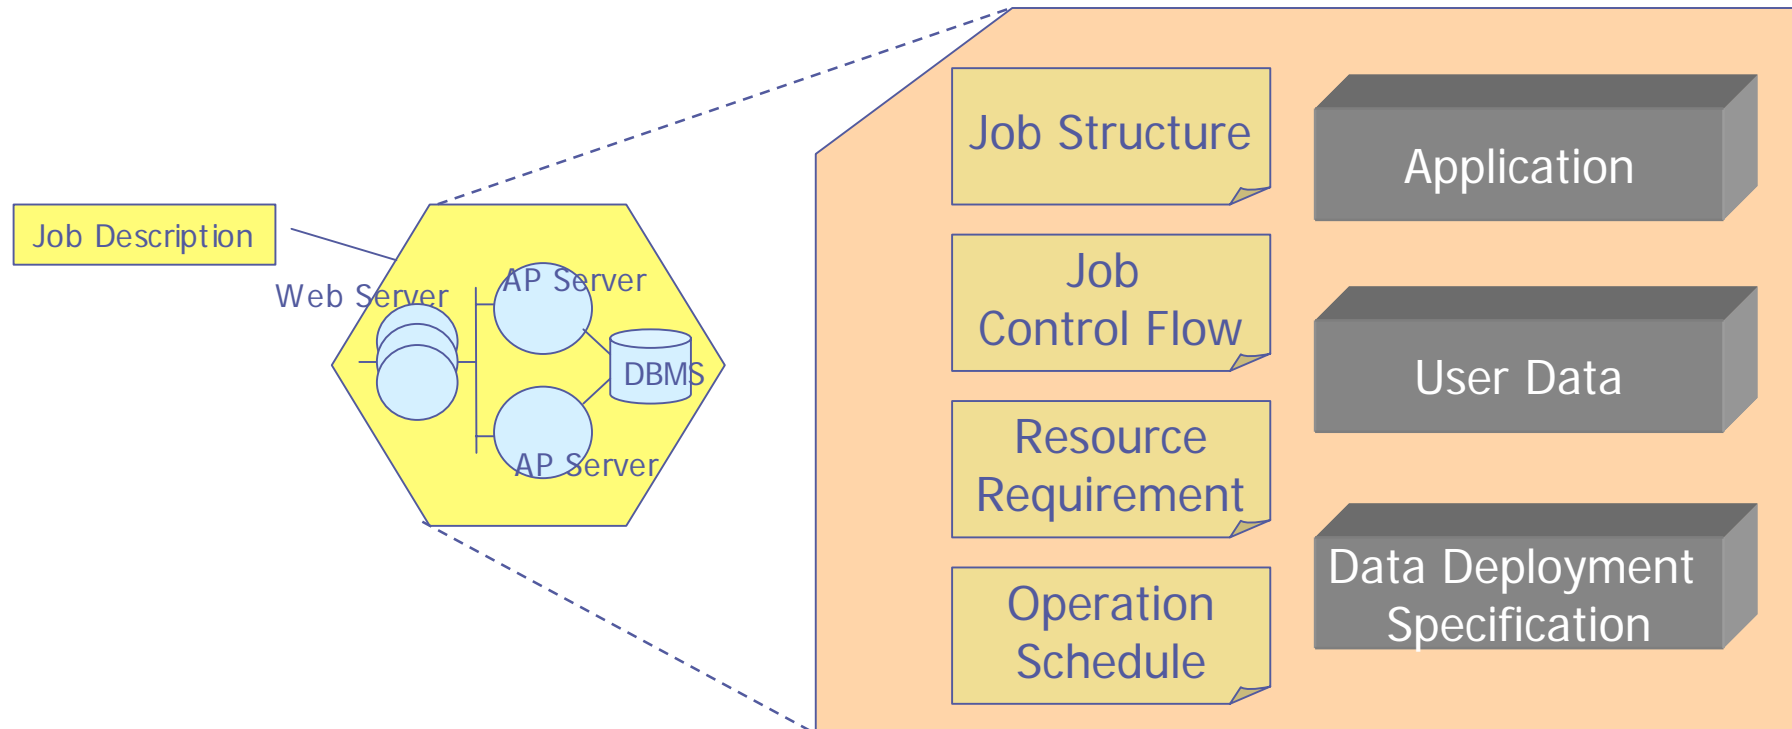 Job Description
Web Server
AP Server
DBMS
AP Server
Job Structure
Job
Control Flow
Resource
Requirement
Operation
Schedule
Application
User Data
Data Deployment
Specification